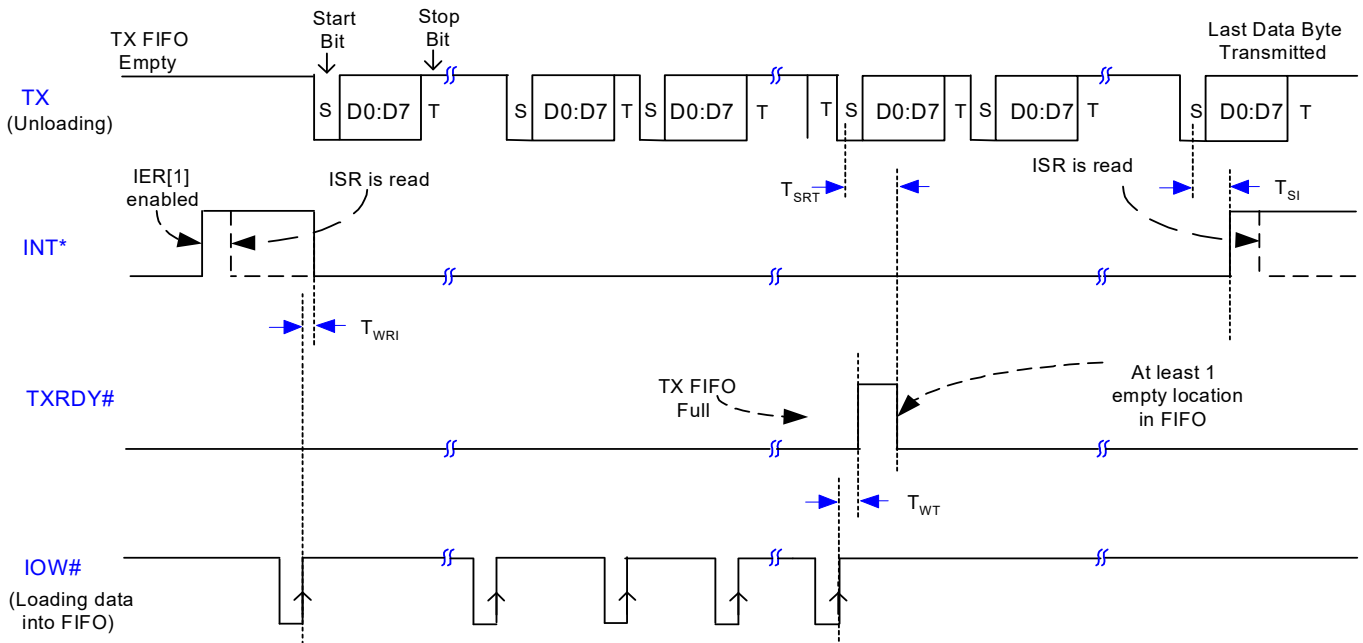 Start
Bit
Stop
Bit
TX FIFO
Empty
Last Data Byte
Transmitted
TX
(Unloading)
S D0:D7 T S D0:D7 T S D0:D7 T T S D0:D7 T S D0:D7 T S D0:D7 T
IER[1]
enabled
ISR is read
TSRT
ISR is read
TSI
INT*
TWRI
TXRDY#
TX FIFO
Full
At least 1
empty location
in FIFO
TWT
IOW#
(Loading data
into FIFO)